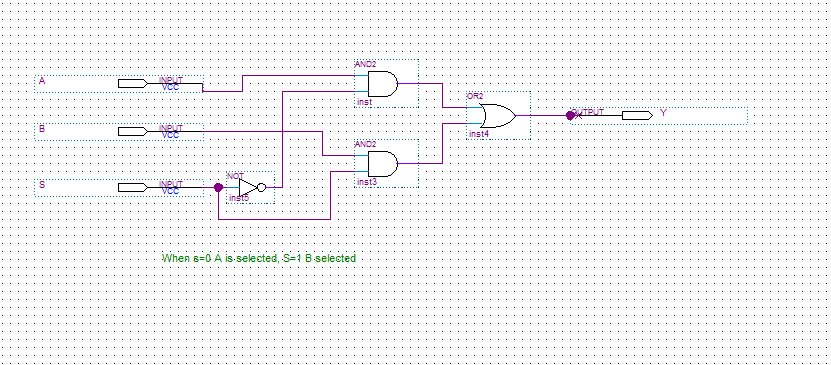 AND2
A
INPUT
VCC
inst
OR2
OUTPUT
Y
B
INPUT
VCC
inst4
AND2
NOT
inst3
S
INPUT
VCC
inst5
When s=0 A is selected, S=1 B selected